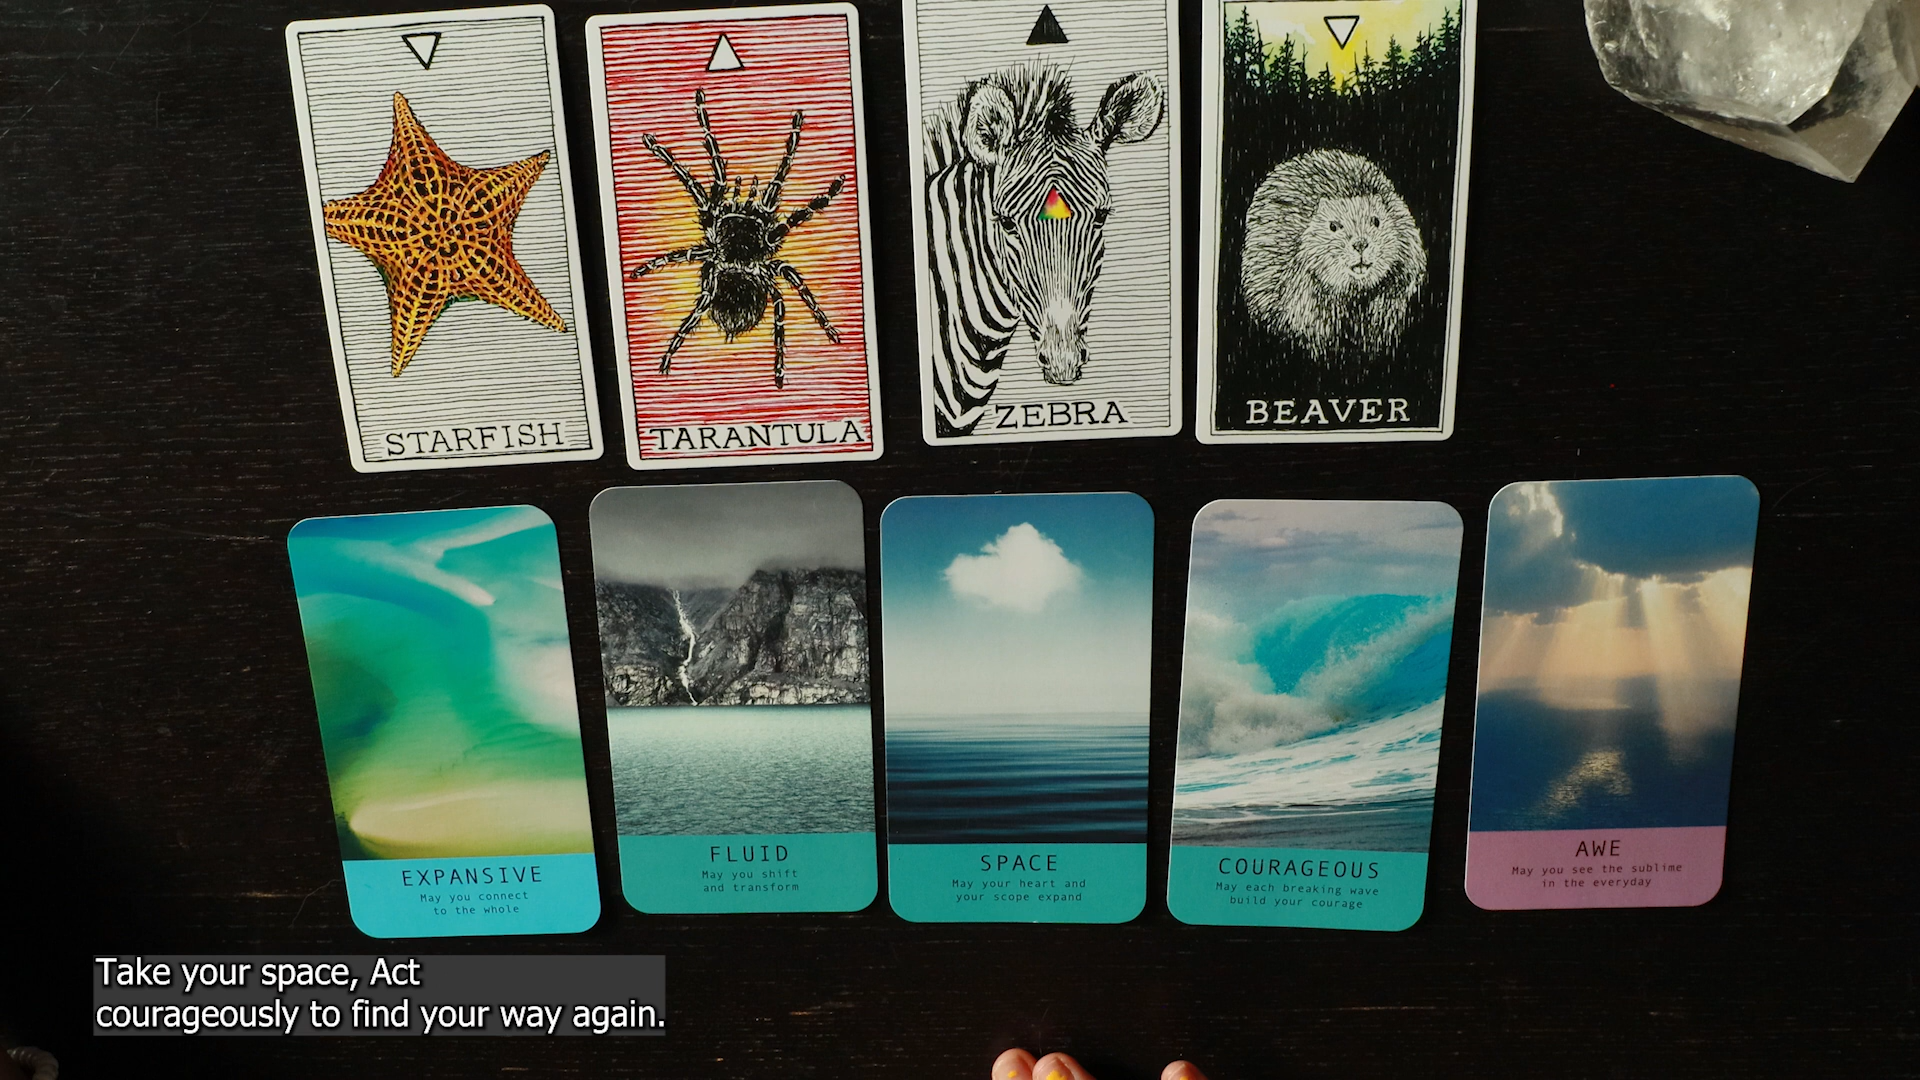 STARFISH
TARANTULA
ZEBRA
BEAVER
EXPANSIVE
May you connect
to the whole
FLUID
May you shift
and transform
SPACE
May your heart and
your scope expand
COURAGEOUS
May each breaking wave
build your courage
AWE
May you see the sublime
in the everyday
Take your space, Act
courageously to find your way again.